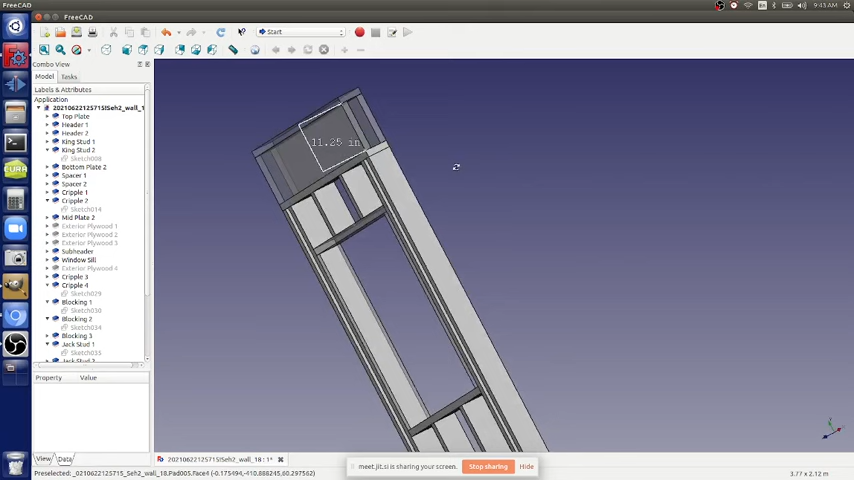 FreeCAD
9:43 AM
FreeCAD
Start
Combo View
Model Tasks
Labels & Attributes
Application
Top Plate
Header 1
Header 2
King Stud 1
King Stud 2
Sketch008
Bottom Plate 2
Spacer 1
Spacer 2
Cripple 1
Cripple 2
Sketch014
Mid Plate 2
Exterior Plywood 1
Exterior Plywood 2
Exterior Plywood 3
Subheader
Window Sill
Exterior Plywood 4
Cripple 3
Cripple 4
Sketch029
Blocking 1
Sketch030
Blocking 2
Sketch034
Blocking 3
Jack Stud 1
Sketch035
Jack Stud 2
11.25 in
Property Value
View Data
meet.jit.si is sharing your screen. Stop sharing Hide
3.77 x 2.12 m
CURA